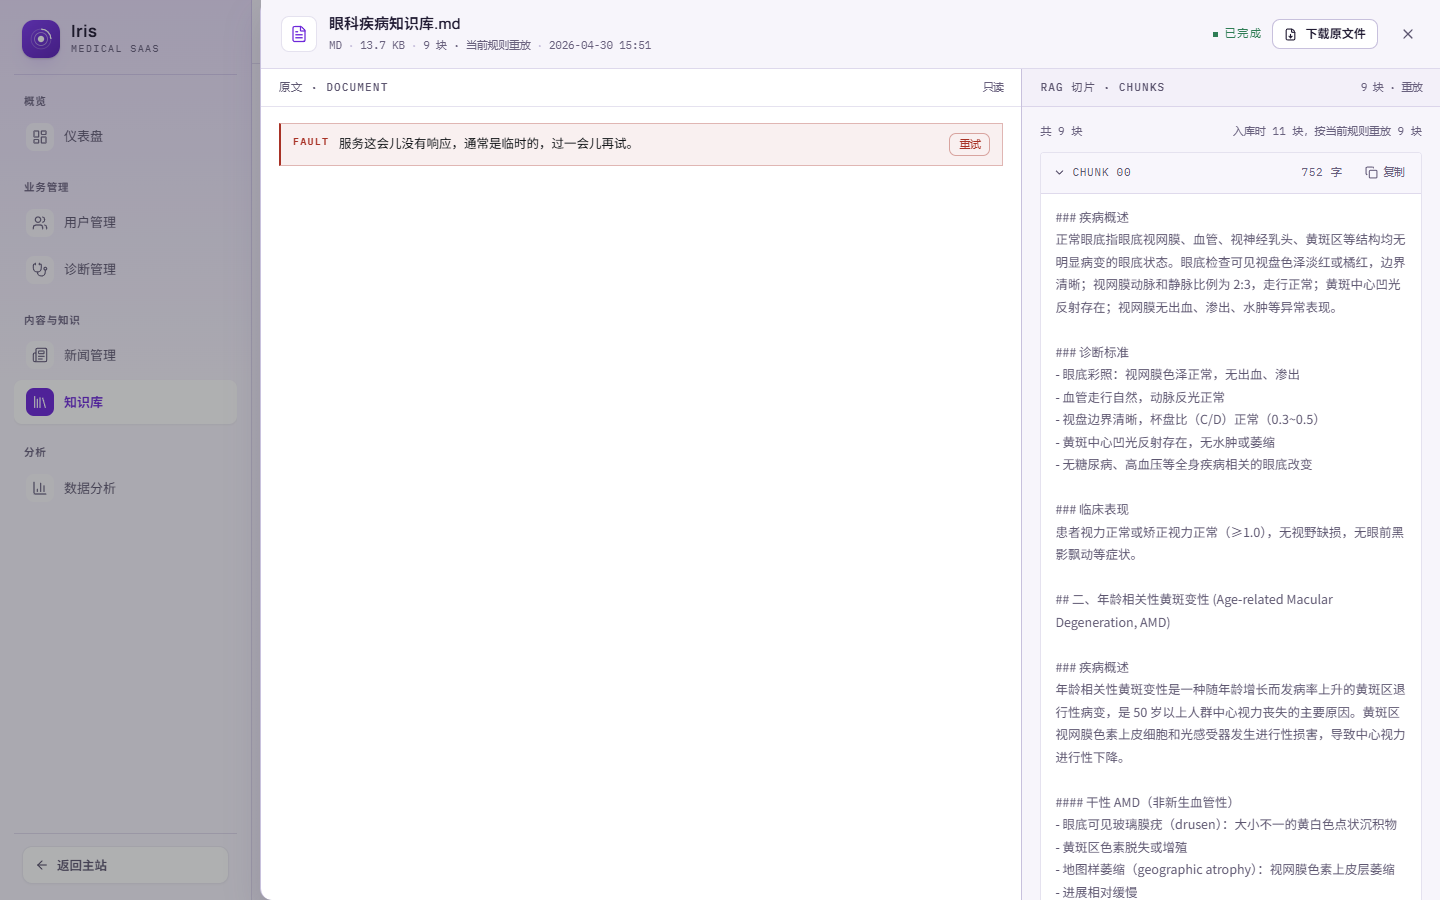 Iris
MEDICAL SAAS
概览
仪表盘
业务管理
用户管理
诊断管理
内容与知识
新闻管理
知识库
分析
数据分析
返回主站
眼科疾病知识库.md
MD · 13.7 KB · 9 块 · 当前规则重放 · 2026-04-30 15:51
已完成
下载原文件
原文 · DOCUMENT
只读
FAULT 服务这会儿没有响应，通常是临时的，过一会儿再试。
重试
RAG 切片 · CHUNKS
9 块 · 重放
共 9 块
入库时 11 块，按当前规则重放 9 块
CHUNK 00
752 字
复制
### 疾病概述
正常眼底指眼底视网膜、血管、视神经乳头、黄斑区等结构均无
明显病变的眼底状态。眼底检查可见视盘色泽淡红或橘红，边界
清晰；视网膜动脉和静脉比例为 2:3，走行正常；黄斑中心凹光
反射存在；视网膜无出血、渗出、水肿等异常表现。
### 诊断标准
- 眼底彩照：视网膜色泽正常，无出血、渗出
- 血管走行自然，动脉反光正常
- 视盘边界清晰，杯盘比（C/D）正常（0.3~0.5）
- 黄斑中心凹光反射存在，无水肿或萎缩
- 无糖尿病、高血压等全身疾病相关的眼底改变
### 临床表现
患者视力正常或矫正视力正常（≥1.0），无视野缺损，无眼前黑
影飘动等症状。
## 二、年龄相关性黄斑变性 (Age-related Macular
Degeneration, AMD)
### 疾病概述
年龄相关性黄斑变性是一种随年龄增长而发病率上升的黄斑区退
行性病变，是 50 岁以上人群中心视力丧失的主要原因。黄斑区
视网膜色素上皮细胞和光感受器发生进行性损害，导致中心视力
进行性下降。
#### 干性 AMD（非新生血管性）
- 眼底可见玻璃膜疣（drusen）：大小不一的黄白色点状沉积物
- 黄斑区色素脱失或增殖
- 地图样萎缩（geographic atrophy）：视网膜色素上皮层萎缩
- 进展相对缓慢